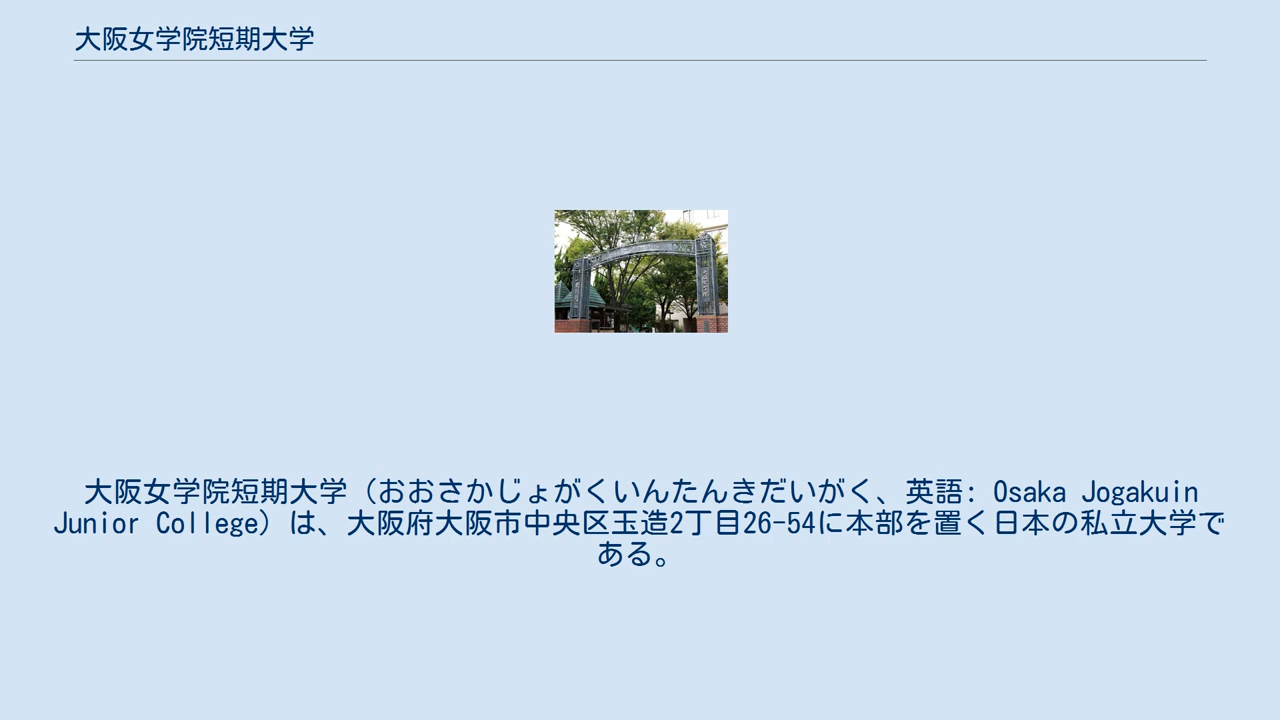 大阪女学院短期大学
大阪女学院短期大学（おおさかじょがくいんたんきだいがく、英語: Osaka Jogakuin
Junior College）は、大阪府大阪市中央区玉造2丁目26-54に本部を置く日本の私立大学で
ある。